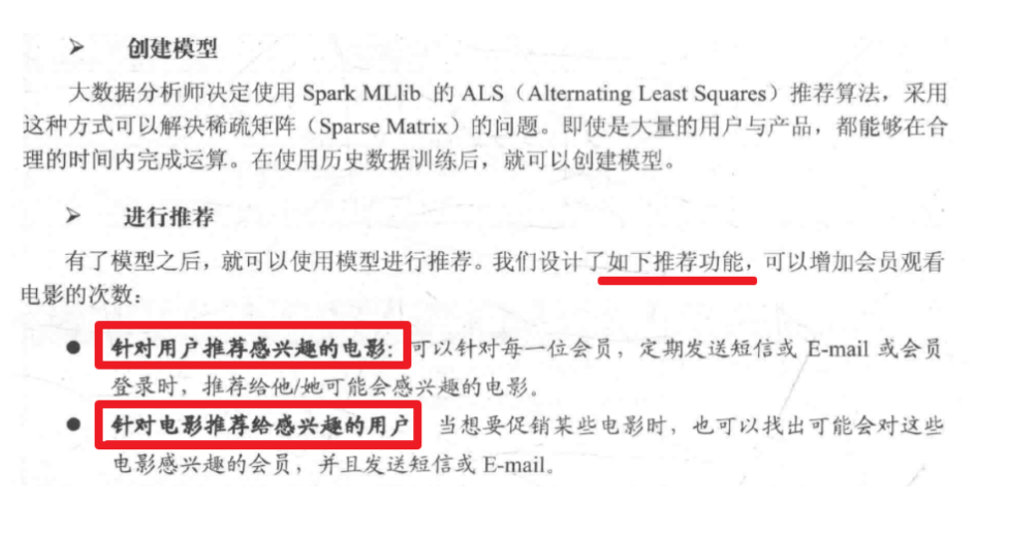 ➤ 创建模型
大数据分析师决定使用 Spark MLlib 的 ALS（Alternating Least Squares）推荐算法，采用
这种方式可以解决稀疏矩阵（Sparse Matrix）的问题。即使是大量的用户与产品，都能够在合
理的时间内完成运算。在使用历史数据训练后，就可以创建模型。
➤ 进行推荐
有了模型之后，就可以使用模型进行推荐。我们设计了如下推荐功能，可以增加会员观看
电影的次数：
● 针对用户推荐感兴趣的电影：可以针对每一位会员，定期发送短信或 E-mail 或会员
登录时，推荐给他/她可能会感兴趣的电影。
● 针对电影推荐给感兴趣的用户 当想要促销某些电影时，也可以找出可能会对这些
电影感兴趣的会员，并且发送短信或 E-mail。